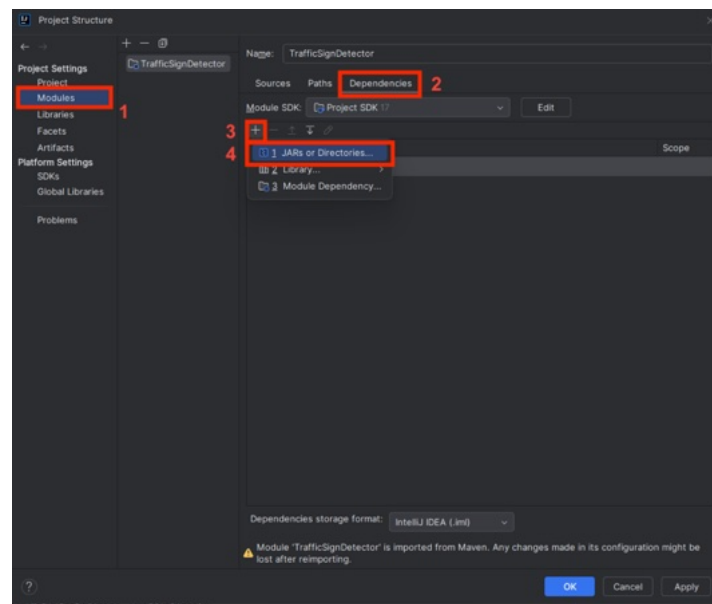 Project Structure
Project Settings
Project
Modules
Libraries
Facets
Artifacts
Platform Settings
SDKs
Global Libraries
Problems
1
TrafficSignDetector
Name: TrafficSignDetector
Sources Paths Dependencies 2
Module SDK: Project SDK 17 Edit
3
Scope
4 1 JARs or Directories...
2 Library...
3 Module Dependency...
Dependencies storage format: IntelliJ IDEA (.iml)
Module 'TrafficSignDetector' is imported from Maven. Any changes made in its configuration might be
lost after reimporting.
? OK Cancel Apply